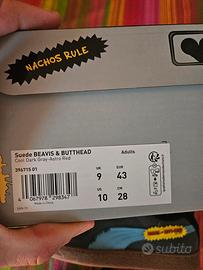 NACHOS RULE
Suede BEAVIS & BUTTHEAD
Cool Dark Gray-Astro Red
Adults
396715 01
UK
EUR
9
43
US
CM
10
28
4 067978 298347
subito